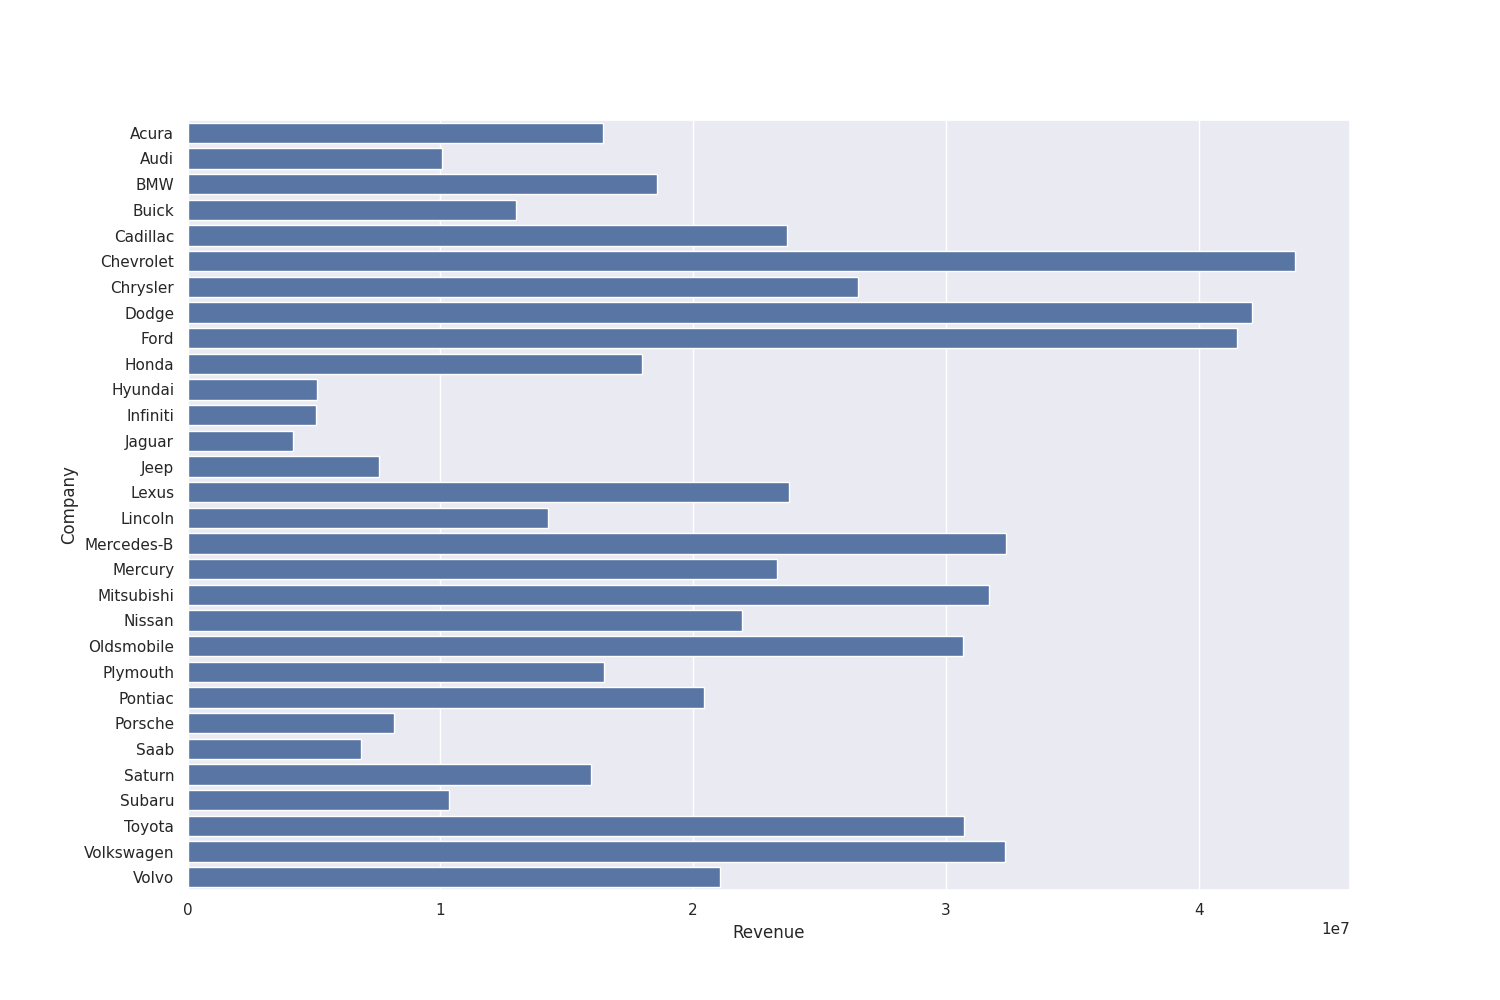 Acura
Audi
BMW
Buick
Cadillac
Chevrolet
Chrysler
Dodge
Ford
Honda
Hyundai
Infiniti
Jaguar
Jeep
Lexus
Lincoln
Mercedes-B
Mercury
Mitsubishi
Nissan
Oldsmobile
Plymouth
Pontiac
Porsche
Saab
Saturn
Subaru
Toyota
Volkswagen
Volvo
Company
0 1 2 3 4
1e7
Revenue